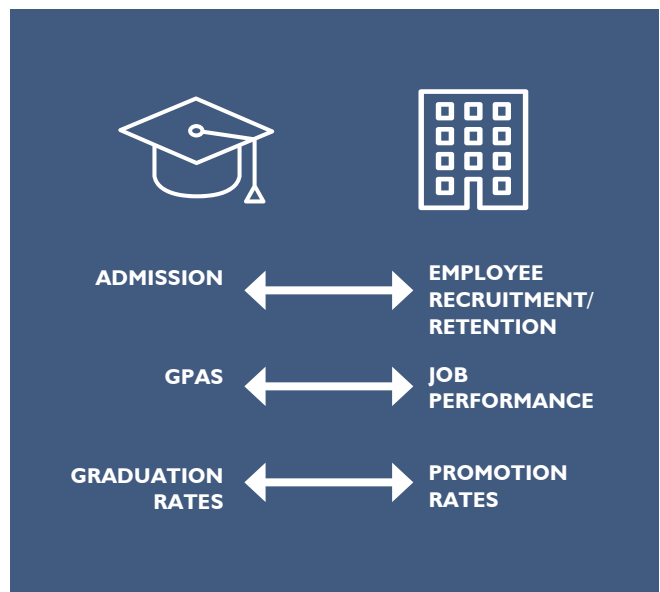 ADMISSION
EMPLOYEE
RECRUITMENT/
RETENTION
GPAS
JOB
PERFORMANCE
GRADUATION
RATES
PROMOTION
RATES